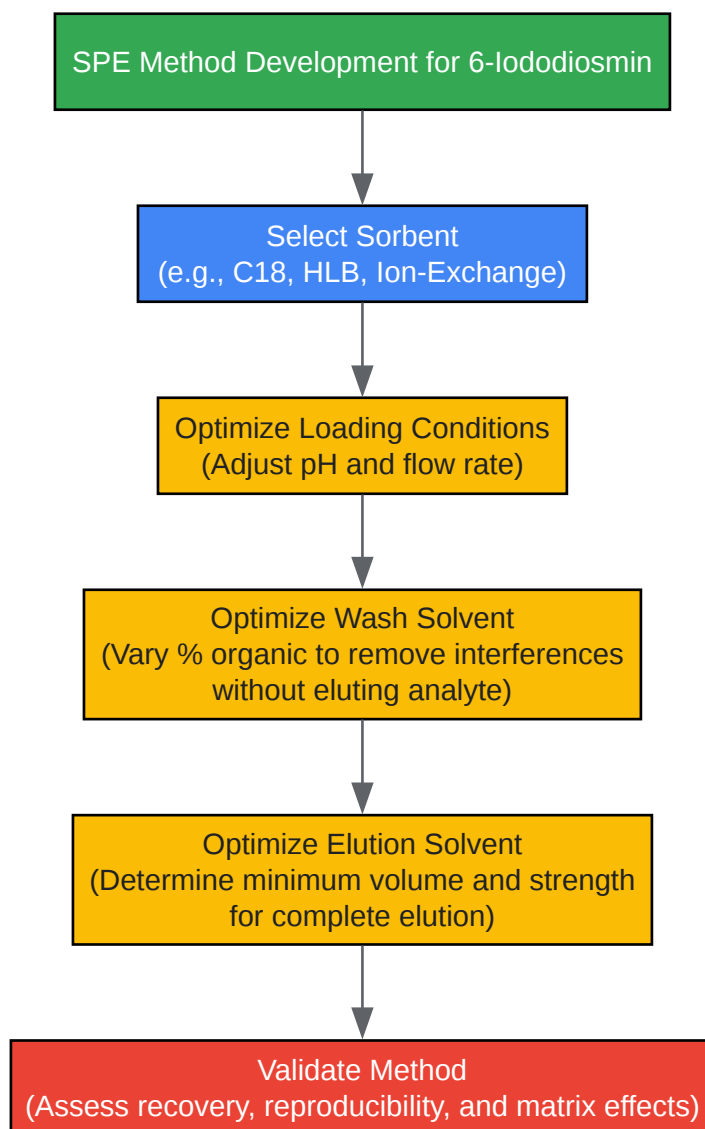 SPE Method Development for 6-Iododiosmin
Select Sorbent
(e.g., C18, HLB, Ion-Exchange)
Optimize Loading Conditions
(Adjust pH and flow rate)
Optimize Wash Solvent
(Vary % organic to remove interferences
without eluting analyte)
Optimize Elution Solvent
(Determine minimum volume and strength
for complete elution)
Validate Method
(Assess recovery, reproducibility, and matrix effects)